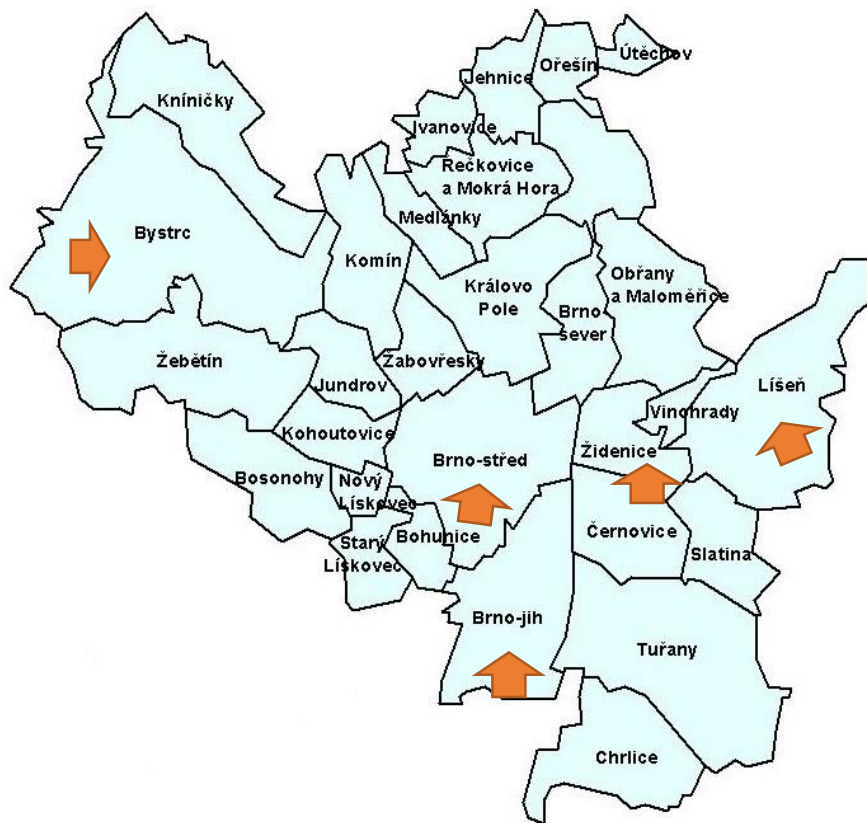 Útěchov
Ořešín
Jehnice
Kníničky
Ivanovice
Řečkovice
a Mokrá Hora
Medlánky
Bystrc
Komín
Královo
Pole
Obřany
a Maloměřice
Brno-
sever
Žebětín
Jundrov
Žabovřesky
Líšeň
Vinohrady
Kohoutovice
Brno-střed
Židenice
Bosonohy
Nový
Lískovec
Starý
Lískovec
Bohunice
Černovice
Slatina
Brno-jih
Tuřany
Chrlice